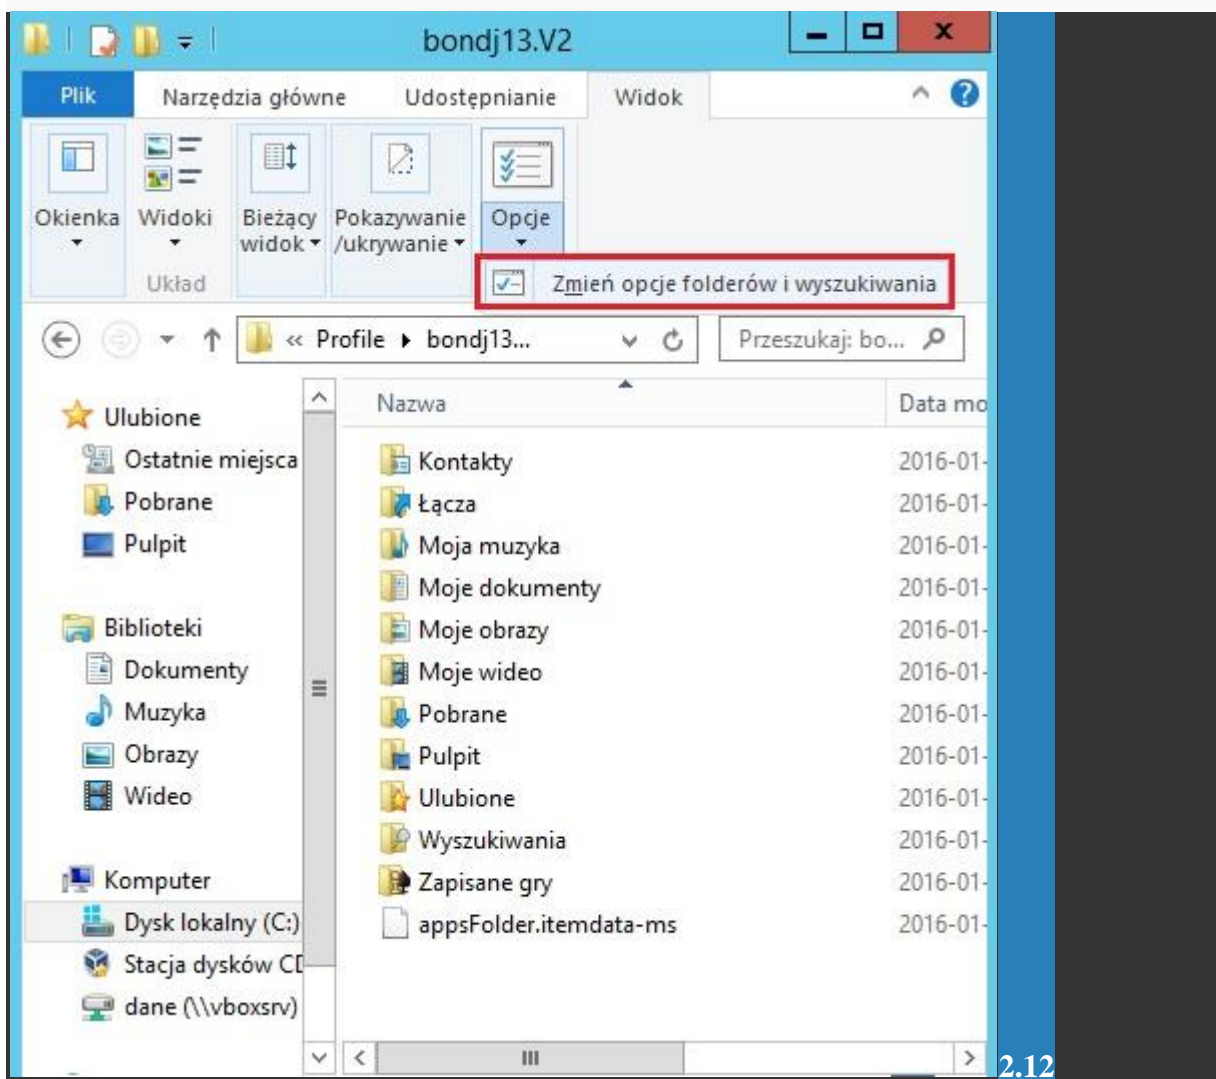 bondj13.V2
Plik Narzędzia główne Udostępnianie Widok
Okienka Widoki Bieżący widok Pokazywanie /ukrywanie Opcje
Układ
Zmień opcje folderów i wyszukiwania
« Profile bondj13... Przeszukaj: bo...
Nazwa Data mo
Ulubione
Ostatnie miejsca
Pobrane
Pulpit
Biblioteki
Dokumenty
Muzyka
Obrazy
Wideo
Komputer
Dysk lokalny (C:)
Stacja dysków CD
dane (\\vboxsrv)
Kontakty 2016-01-
Łącza 2016-01-
Moja muzyka 2016-01-
Moje dokumenty 2016-01-
Moje obrazy 2016-01-
Moje wideo 2016-01-
Pobrane 2016-01-
Pulpit 2016-01-
Ulubione 2016-01-
Wyszukiwania 2016-01-
Zapisane gry 2016-01-
appsFolder.itemdata-ms 2016-01-
2.12